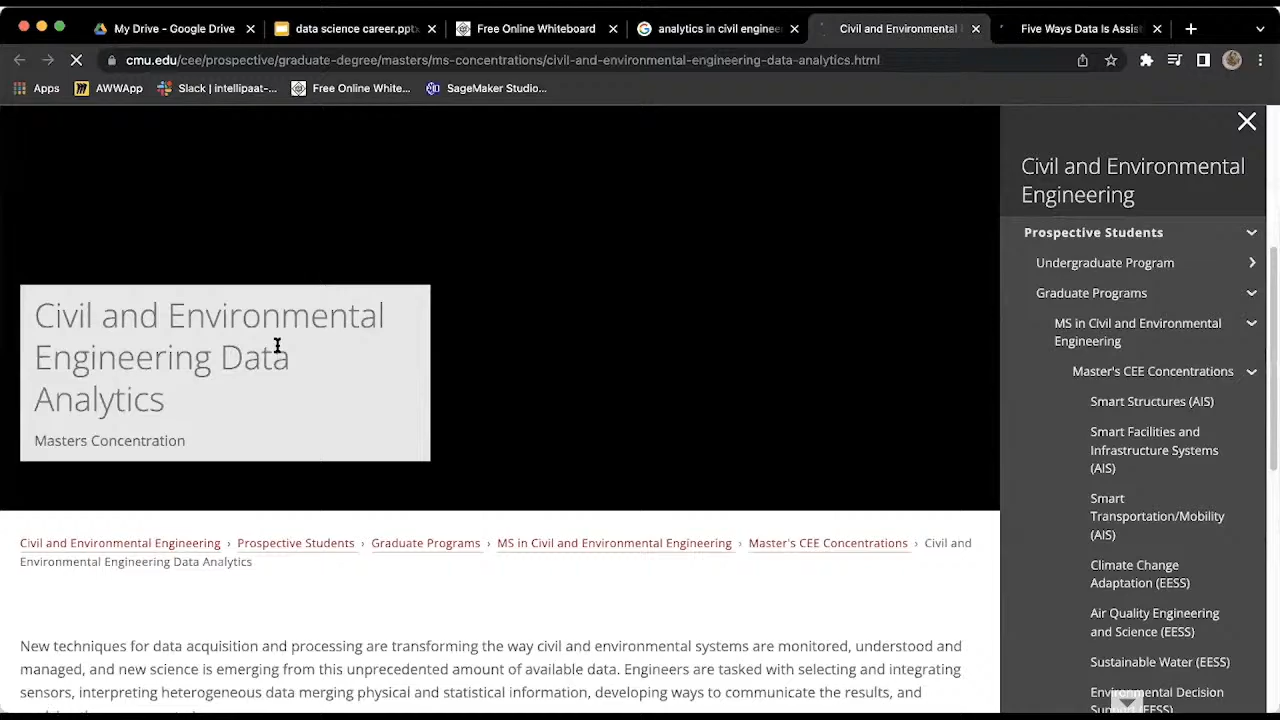 My Drive - Google Drive
data science career.pptx
Free Online Whiteboard
analytics in civil enginee
Civil and Environmental
Five Ways Data Is Assis
cmu.edu/cee/prospective/graduate-degree/masters/ms-concentrations/civil-and-environmental-engineering-data-analytics.html
Apps
AWWApp
Slack | intellipaat-...
Free Online White...
SageMaker Studio...
Civil and Environmental
Engineering Data
Analytics
Masters Concentration
Civil and Environmental Engineering › Prospective Students › Graduate Programs › MS in Civil and Environmental Engineering › Master's CEE Concentrations › Civil and
Environmental Engineering Data Analytics
New techniques for data acquisition and processing are transforming the way civil and environmental systems are monitored, understood and
managed, and new science is emerging from this unprecedented amount of available data. Engineers are tasked with selecting and integrating
sensors, interpreting heterogeneous data merging physical and statistical information, developing ways to communicate the results, and
Civil and Environmental
Engineering
Prospective Students
Undergraduate Program
Graduate Programs
MS in Civil and Environmental
Engineering
Master's CEE Concentrations
Smart Structures (AIS)
Smart Facilities and
Infrastructure Systems
(AIS)
Smart
Transportation/Mobility
(AIS)
Climate Change
Adaptation (EESS)
Air Quality Engineering
and Science (EESS)
Sustainable Water (EESS)
Environmental Decision